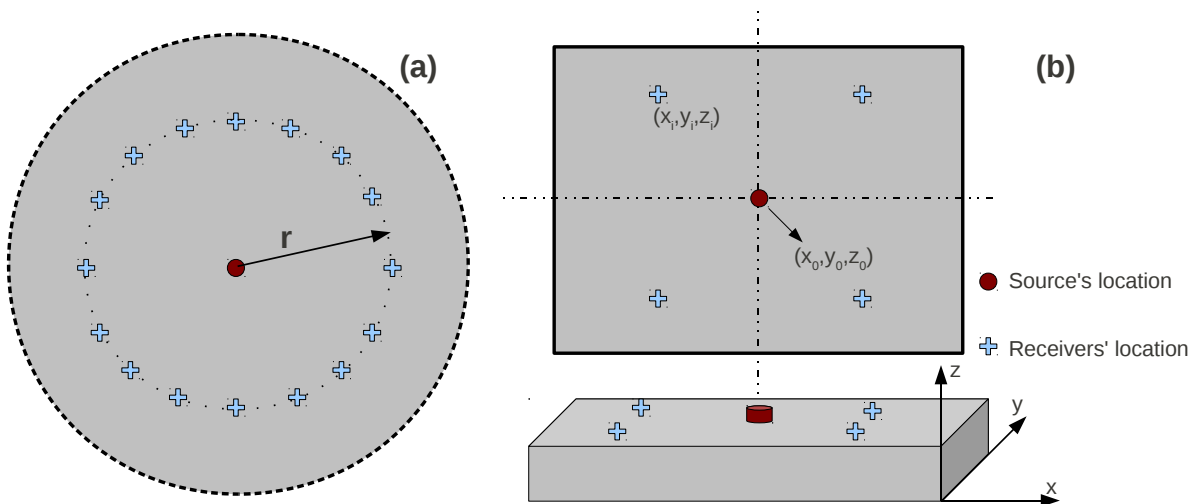 (a)
r
(b)
(xᵢ,yᵢ,zᵢ)
(x₀,y₀,z₀)
Source's location
Receivers' location
z
y
x